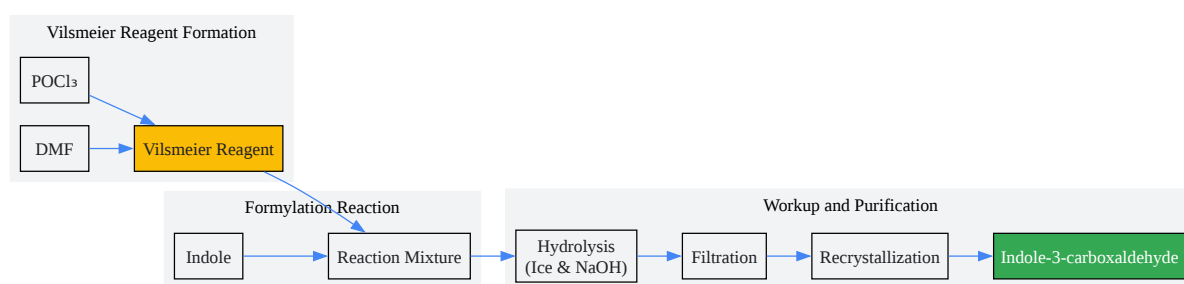 Vilsmeier Reagent Formation
POCl₃
DMF
Vilsmeier Reagent
Formylation Reaction
Indole
Reaction Mixture
Workup and Purification
Hydrolysis
(Ice & NaOH)
Filtration
Recrystallization
Indole-3-carboxaldehyde